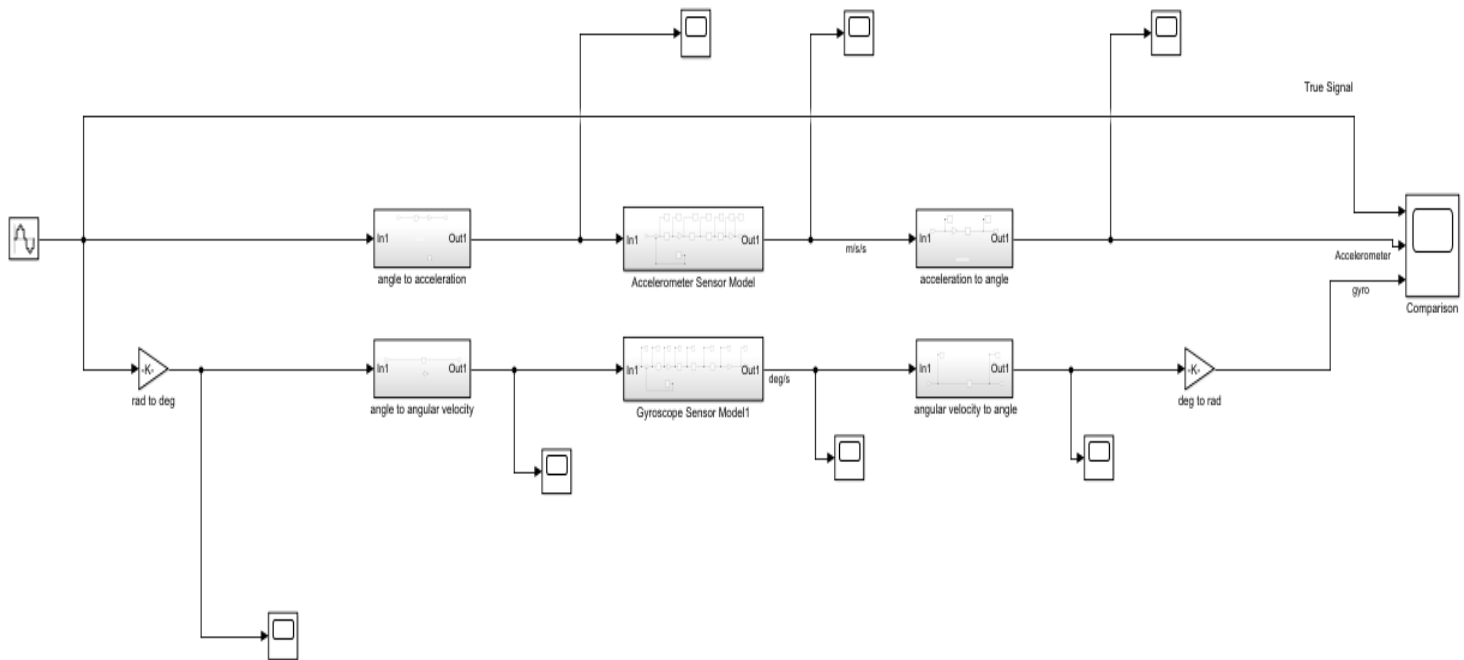 True Signal
In1
Out1
angle to acceleration
In1
Out1
Accelerometer Sensor Model
m/s/s
In1
Out1
acceleration to angle
Accelerometer
gyro
Comparison
-K-
rad to deg
In1
Out1
angle to angular velocity
In1
Out1
Gyroscope Sensor Model1
deg/s
In1
Out1
angular velocity to angle
-K-
deg to rad